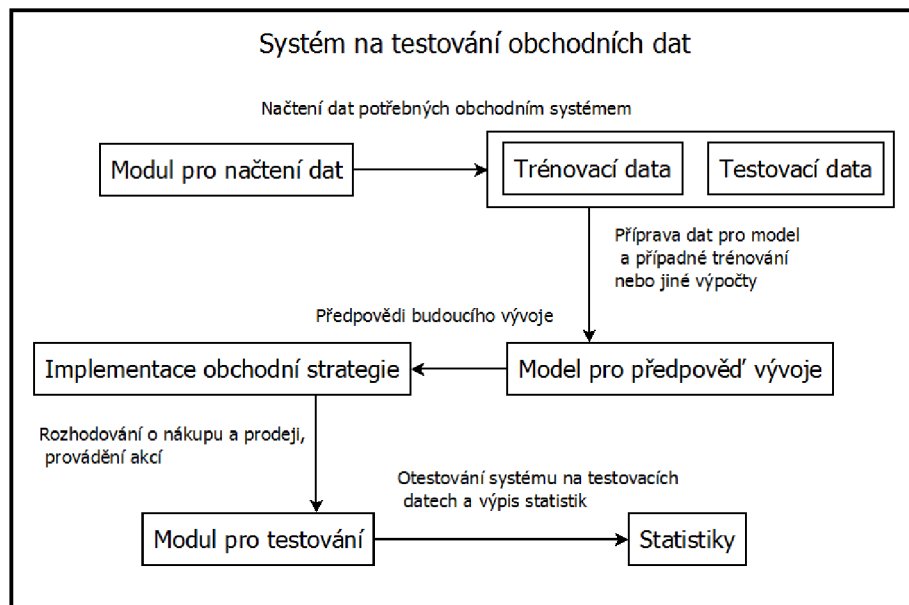 Systém na testování obchodních dat
Načtení dat potřebných obchodním systémem
Modul pro načtení dat
Trénovací data
Testovací data
Příprava dat pro model
a případné trénování
nebo jiné výpočty
Předpovědi budoucího vývoje
Implementace obchodní strategie
Model pro předpověď vývoje
Rozhodování o nákupu a prodeji,
provádění akcí
Otestování systému na testovacích
datech a výpis statistik
Modul pro testování
Statistiky